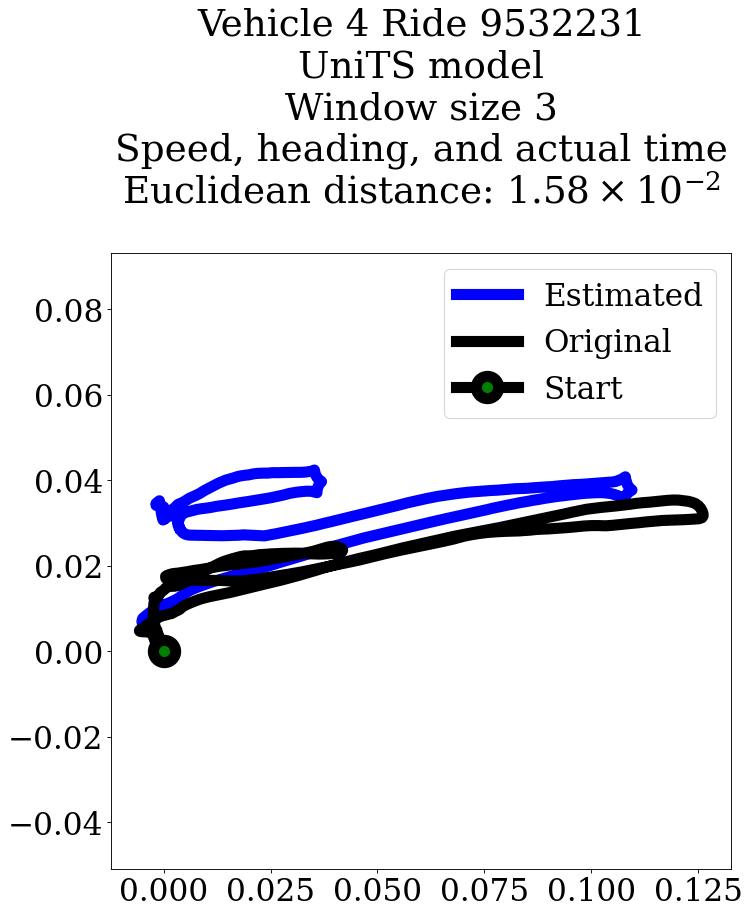 Vehicle 4 Ride 9532231
UniTS model
Window size 3
Speed, heading, and actual time
Euclidean distance: 1.58 × 10⁻²
Estimated
Original
Start
0.08
0.06
0.04
0.02
0.00
−0.02
−0.04
0.000 0.025 0.050 0.075 0.100 0.125